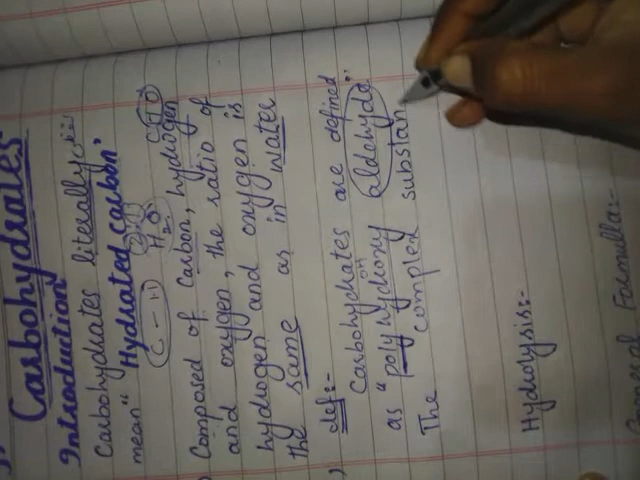 Carbohydrates
Introduction
Carbohydrates literally
mean "Hydrated carbon"
C-H H2O CHO
Composed of carbon, hydrogen
and oxygen, the ratio of
hydrogen and oxygen is
the same as in water
def:-
Carbohydrates are defined
as "poly hydroxy aldehyde"
The complex substan
Hydrolysis:-
Formulla:-